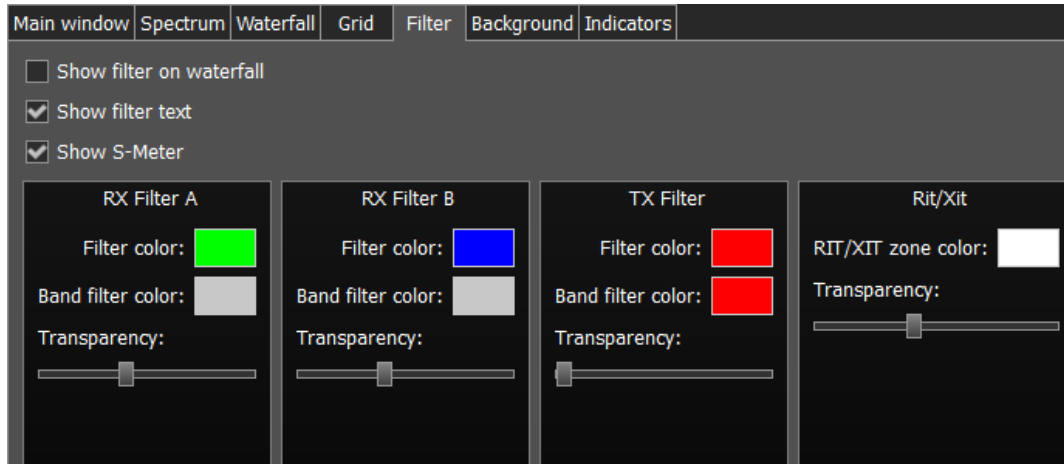 Main window Spectrum Waterfall Grid Filter Background Indicators
Show filter on waterfall
Show filter text
Show S-Meter
RX Filter A
Filter color:
Band filter color:
Transparency:
RX Filter B
Filter color:
Band filter color:
Transparency:
TX Filter
Filter color:
Band filter color:
Transparency:
Rit/Xit
RIT/XIT zone color:
Transparency: